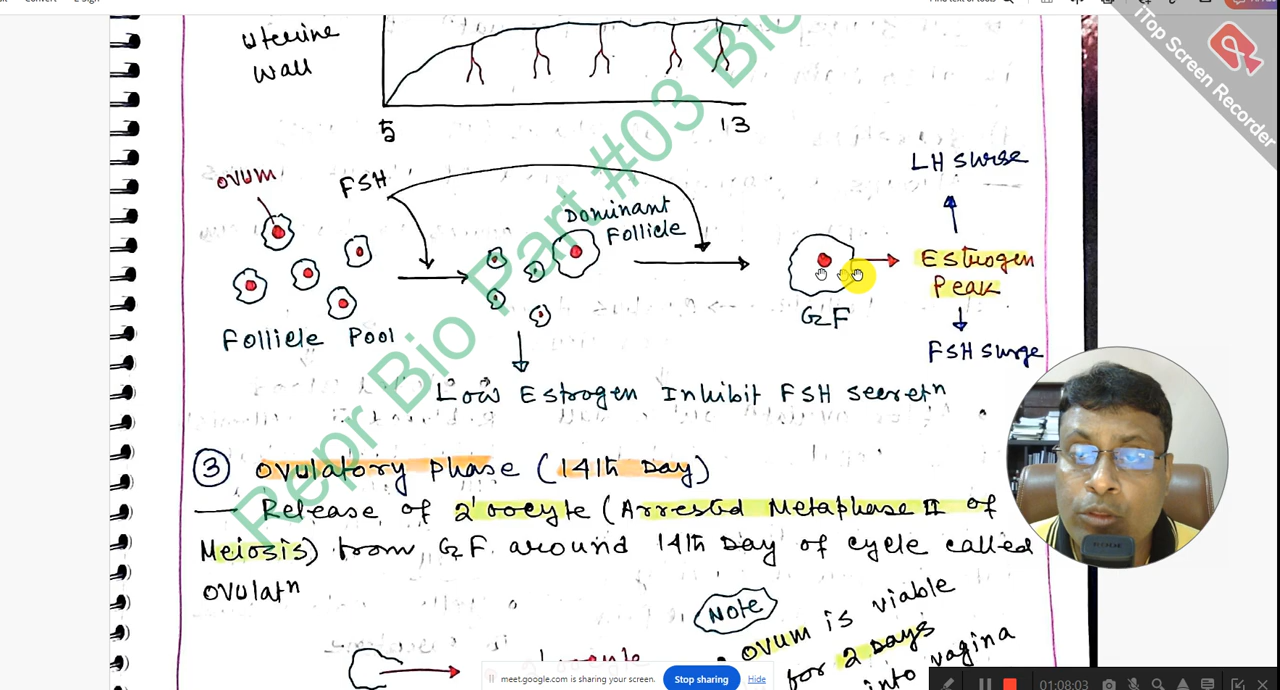 Uterine
Wall
5
13
OVUM
FSH
LH surse
Dominant
Follicle
Estrogen
Peak
GF
Follicle Pool
FSH surge
Low Estrogen Inhibit FSH secretn
3 Ovulatory phase (14th Day)
— Release of 2° oocyte (Arrested Metaphase II of
Meiosis) from GF around 14th Day of cycle called
ovulatn
Note
• Ovum is viable
for 2 Days
into vagina
Repr Bio Part #03 Bio
iTop Screen Recorder
meet.google.com is sharing your screen.
Stop sharing
Hide
01:08:03